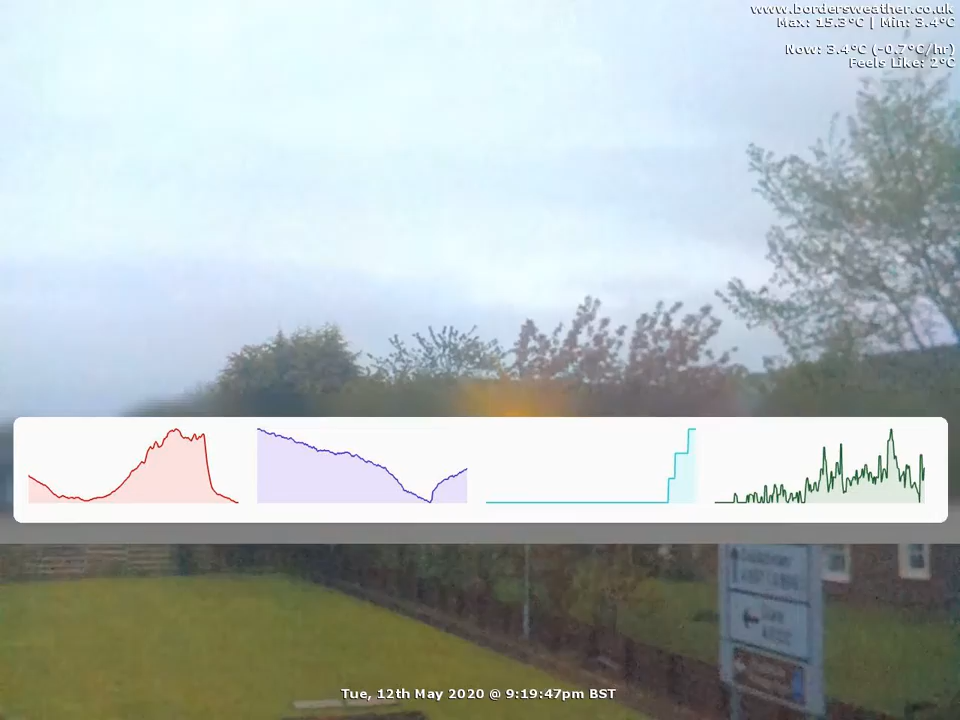 www.bordersweather.co.uk
Max: 15.3°C | Min: 3.4°C
Now: 3.4°C (-0.7°C/hr)
Feels Like: 2°C
Tue, 12th May 2020 @ 9:19:47pm BST